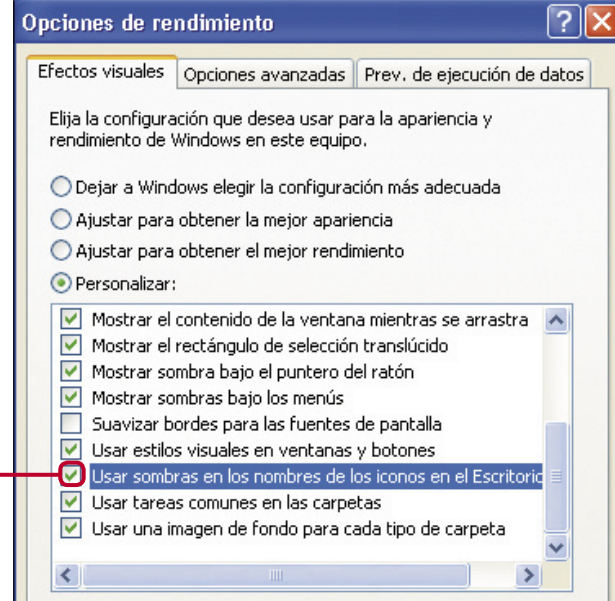 Opciones de rendimiento
Efectos visuales
Opciones avanzadas
Prev. de ejecución de datos
Elija la configuración que desea usar para la apariencia y
rendimiento de Windows en este equipo.
Dejar a Windows elegir la configuración más adecuada
Ajustar para obtener la mejor apariencia
Ajustar para obtener el mejor rendimiento
Personalizar:
Mostrar el contenido de la ventana mientras se arrastra
Mostrar el rectángulo de selección translúcido
Mostrar sombra bajo el puntero del ratón
Mostrar sombras bajo los menús
Suavizar bordes para las fuentes de pantalla
Usar estilos visuales en ventanas y botones
Usar sombras en los nombres de los iconos en el Escritorio
Usar tareas comunes en las carpetas
Usar una imagen de fondo para cada tipo de carpeta